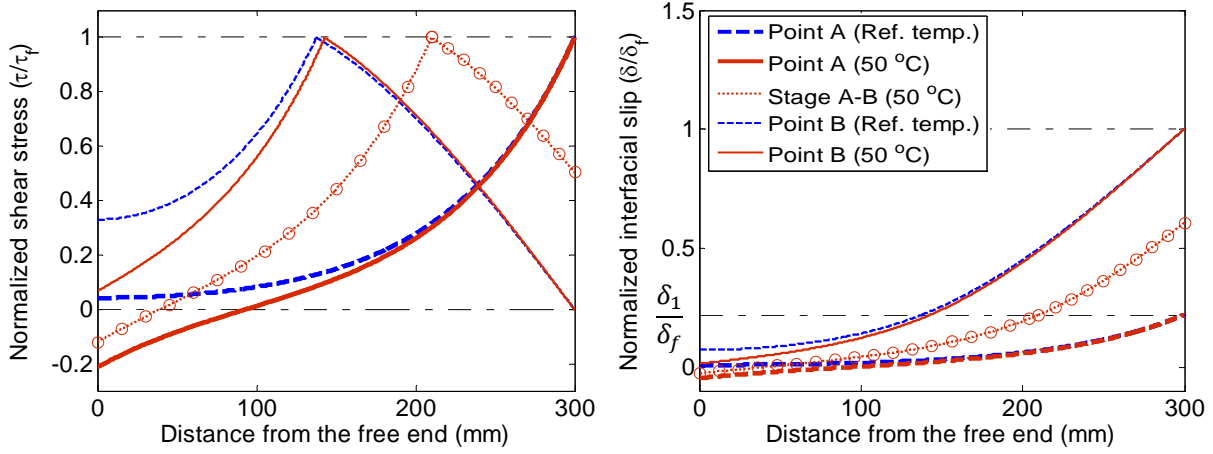 Normalized shear stress (τ/τf)
1
0.8
0.6
0.4
0.2
0
-0.2
0
100
200
300
Distance from the free end (mm)
Normalized interfacial slip (δ/δf)
1.5
1
0.5
δ1
δf
0
0
100
200
300
Distance from the free end (mm)
Point A (Ref. temp.)
Point A (50 oC)
Stage A-B (50 oC)
Point B (Ref. temp.)
Point B (50 oC)